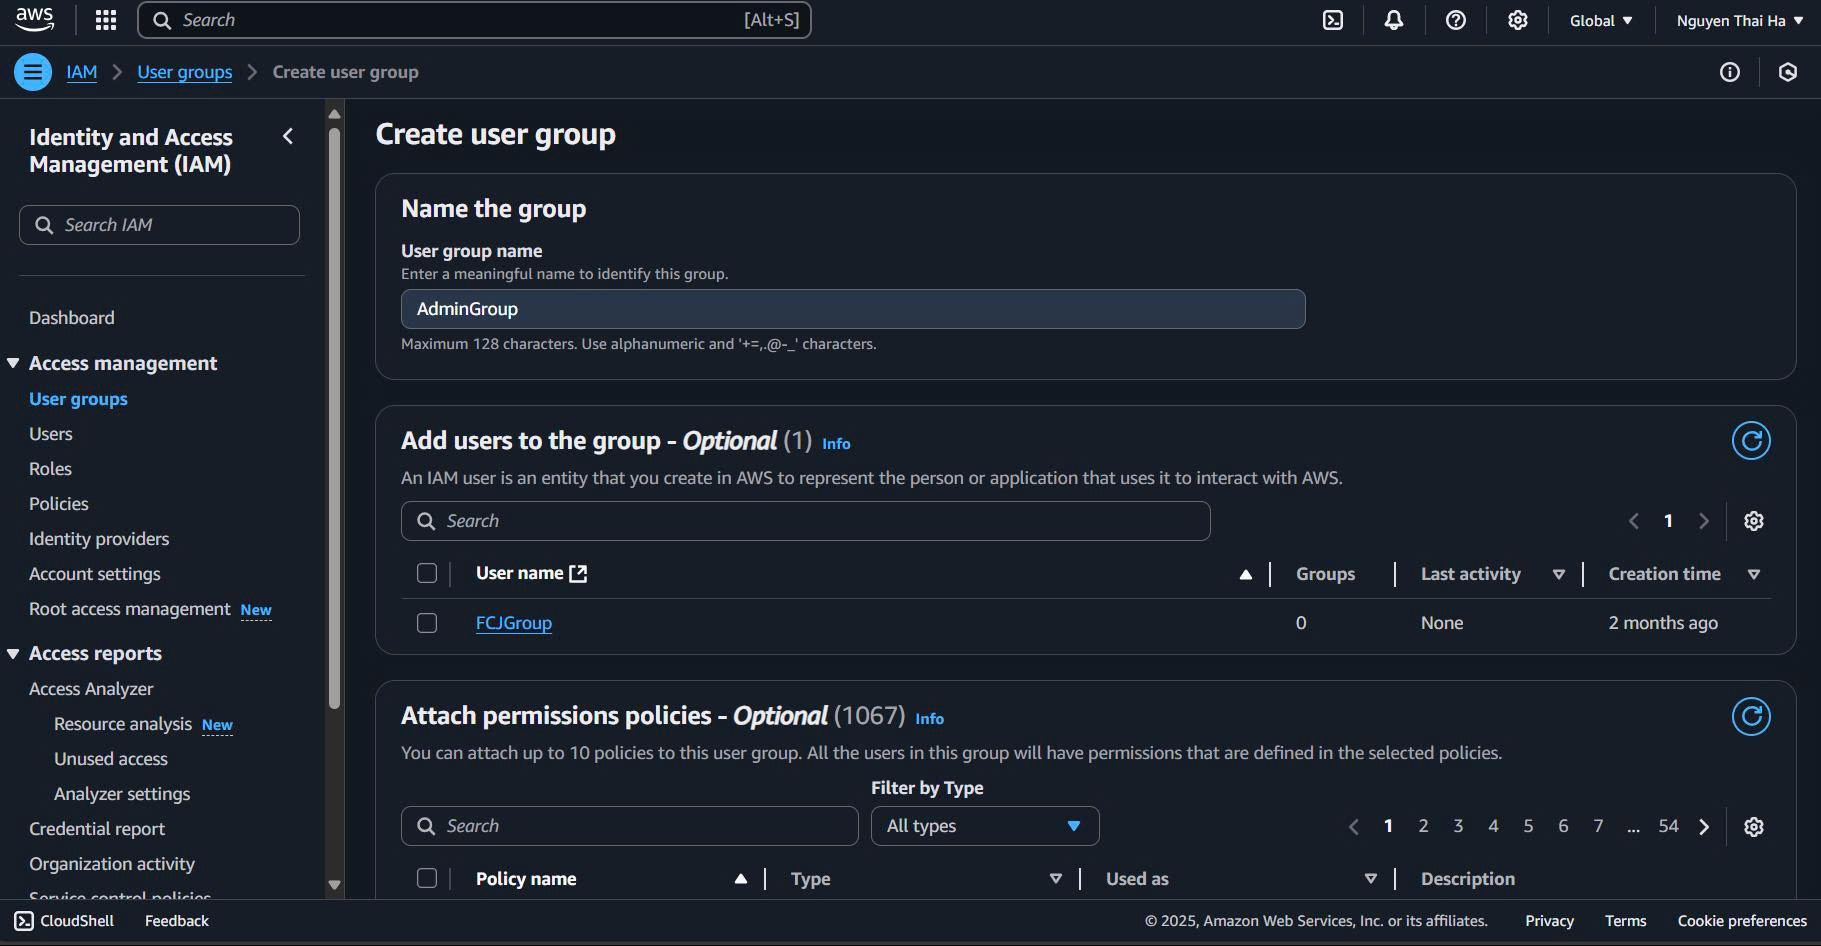 aws
Search [Alt+S]
Global
Nguyen Thai Ha
IAM
User groups
Create user group
Identity and Access
Management (IAM)
Search IAM
Dashboard
Access management
User groups
Users
Roles
Policies
Identity providers
Account settings
Root access management New
Access reports
Access Analyzer
Resource analysis New
Unused access
Analyzer settings
Credential report
Organization activity
Service control policies
Create user group
Name the group
User group name
Enter a meaningful name to identify this group.
AdminGroup
Maximum 128 characters. Use alphanumeric and '+=,.@-_' characters.
Add users to the group - Optional (1) Info
An IAM user is an entity that you create in AWS to represent the person or application that uses it to interact with AWS.
Search
1
User name Groups Last activity Creation time
FCJGroup 0 None 2 months ago
Attach permissions policies - Optional (1067) Info
You can attach up to 10 policies to this user group. All the users in this group will have permissions that are defined in the selected policies.
Filter by Type
Search
All types
1 2 3 4 5 6 7 ... 54
Policy name Type Used as Description
CloudShell Feedback © 2025, Amazon Web Services, Inc. or its affiliates. Privacy Terms Cookie preferences